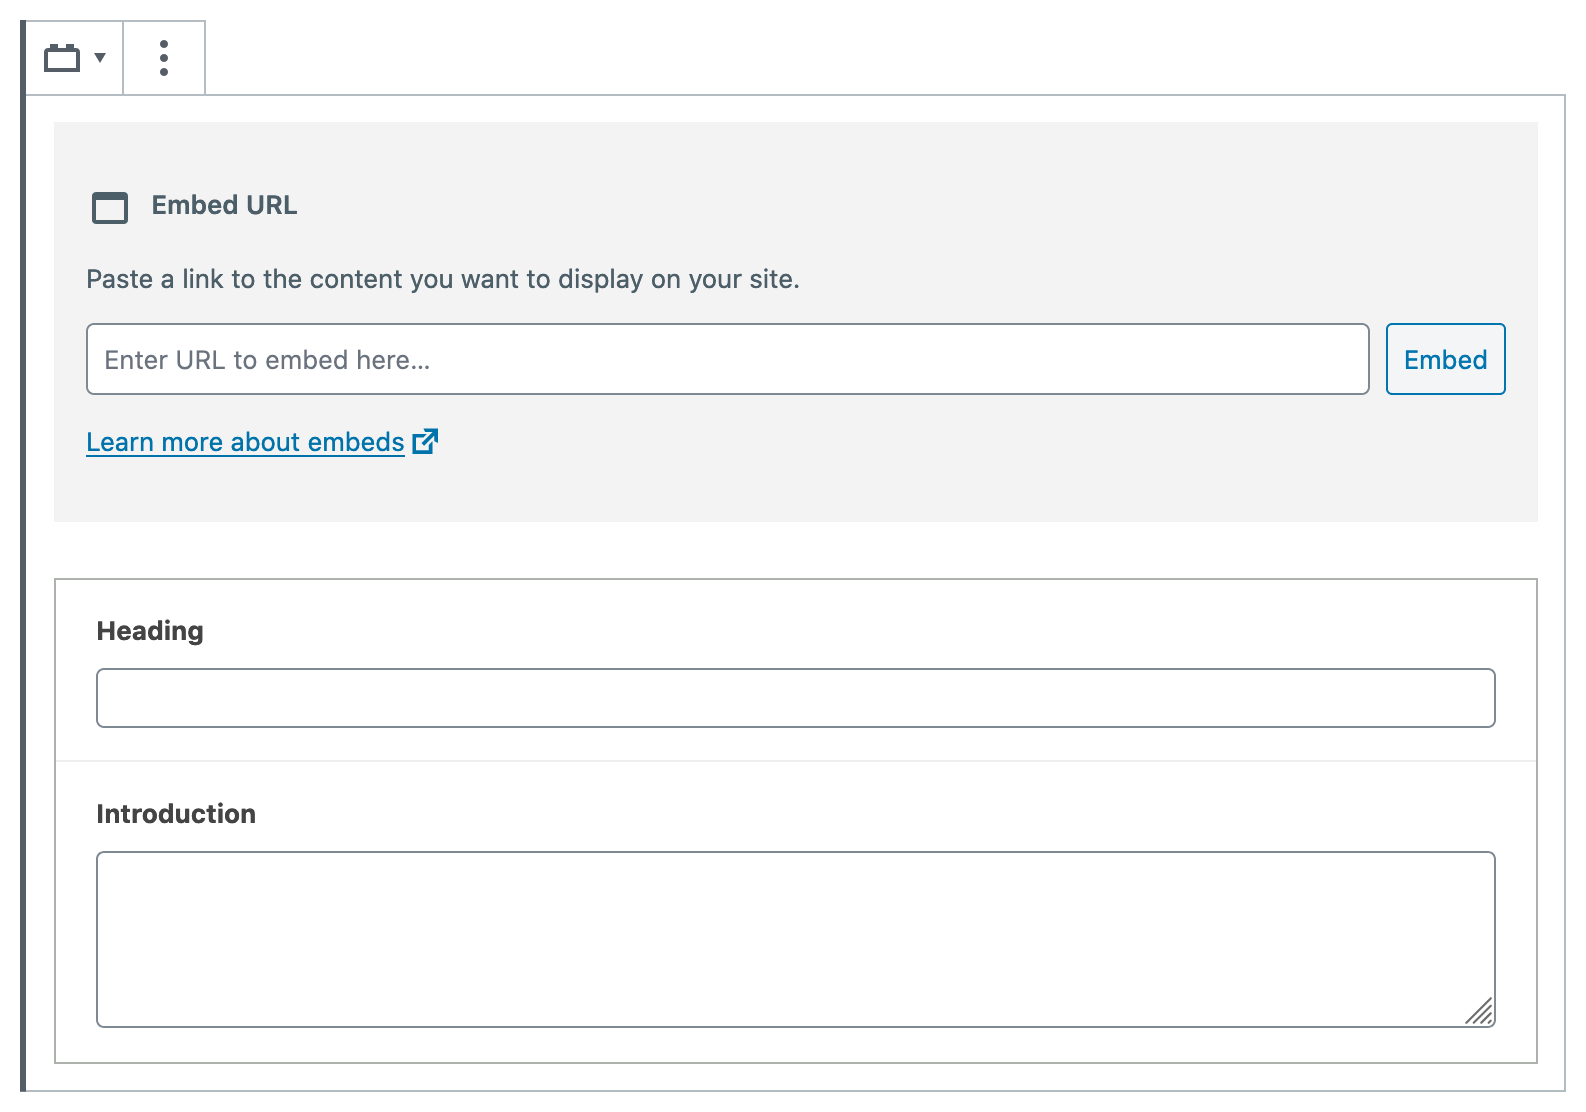 Embed URL
Paste a link to the content you want to display on your site.
Enter URL to embed here...
Embed
Learn more about embeds
Heading
Introduction